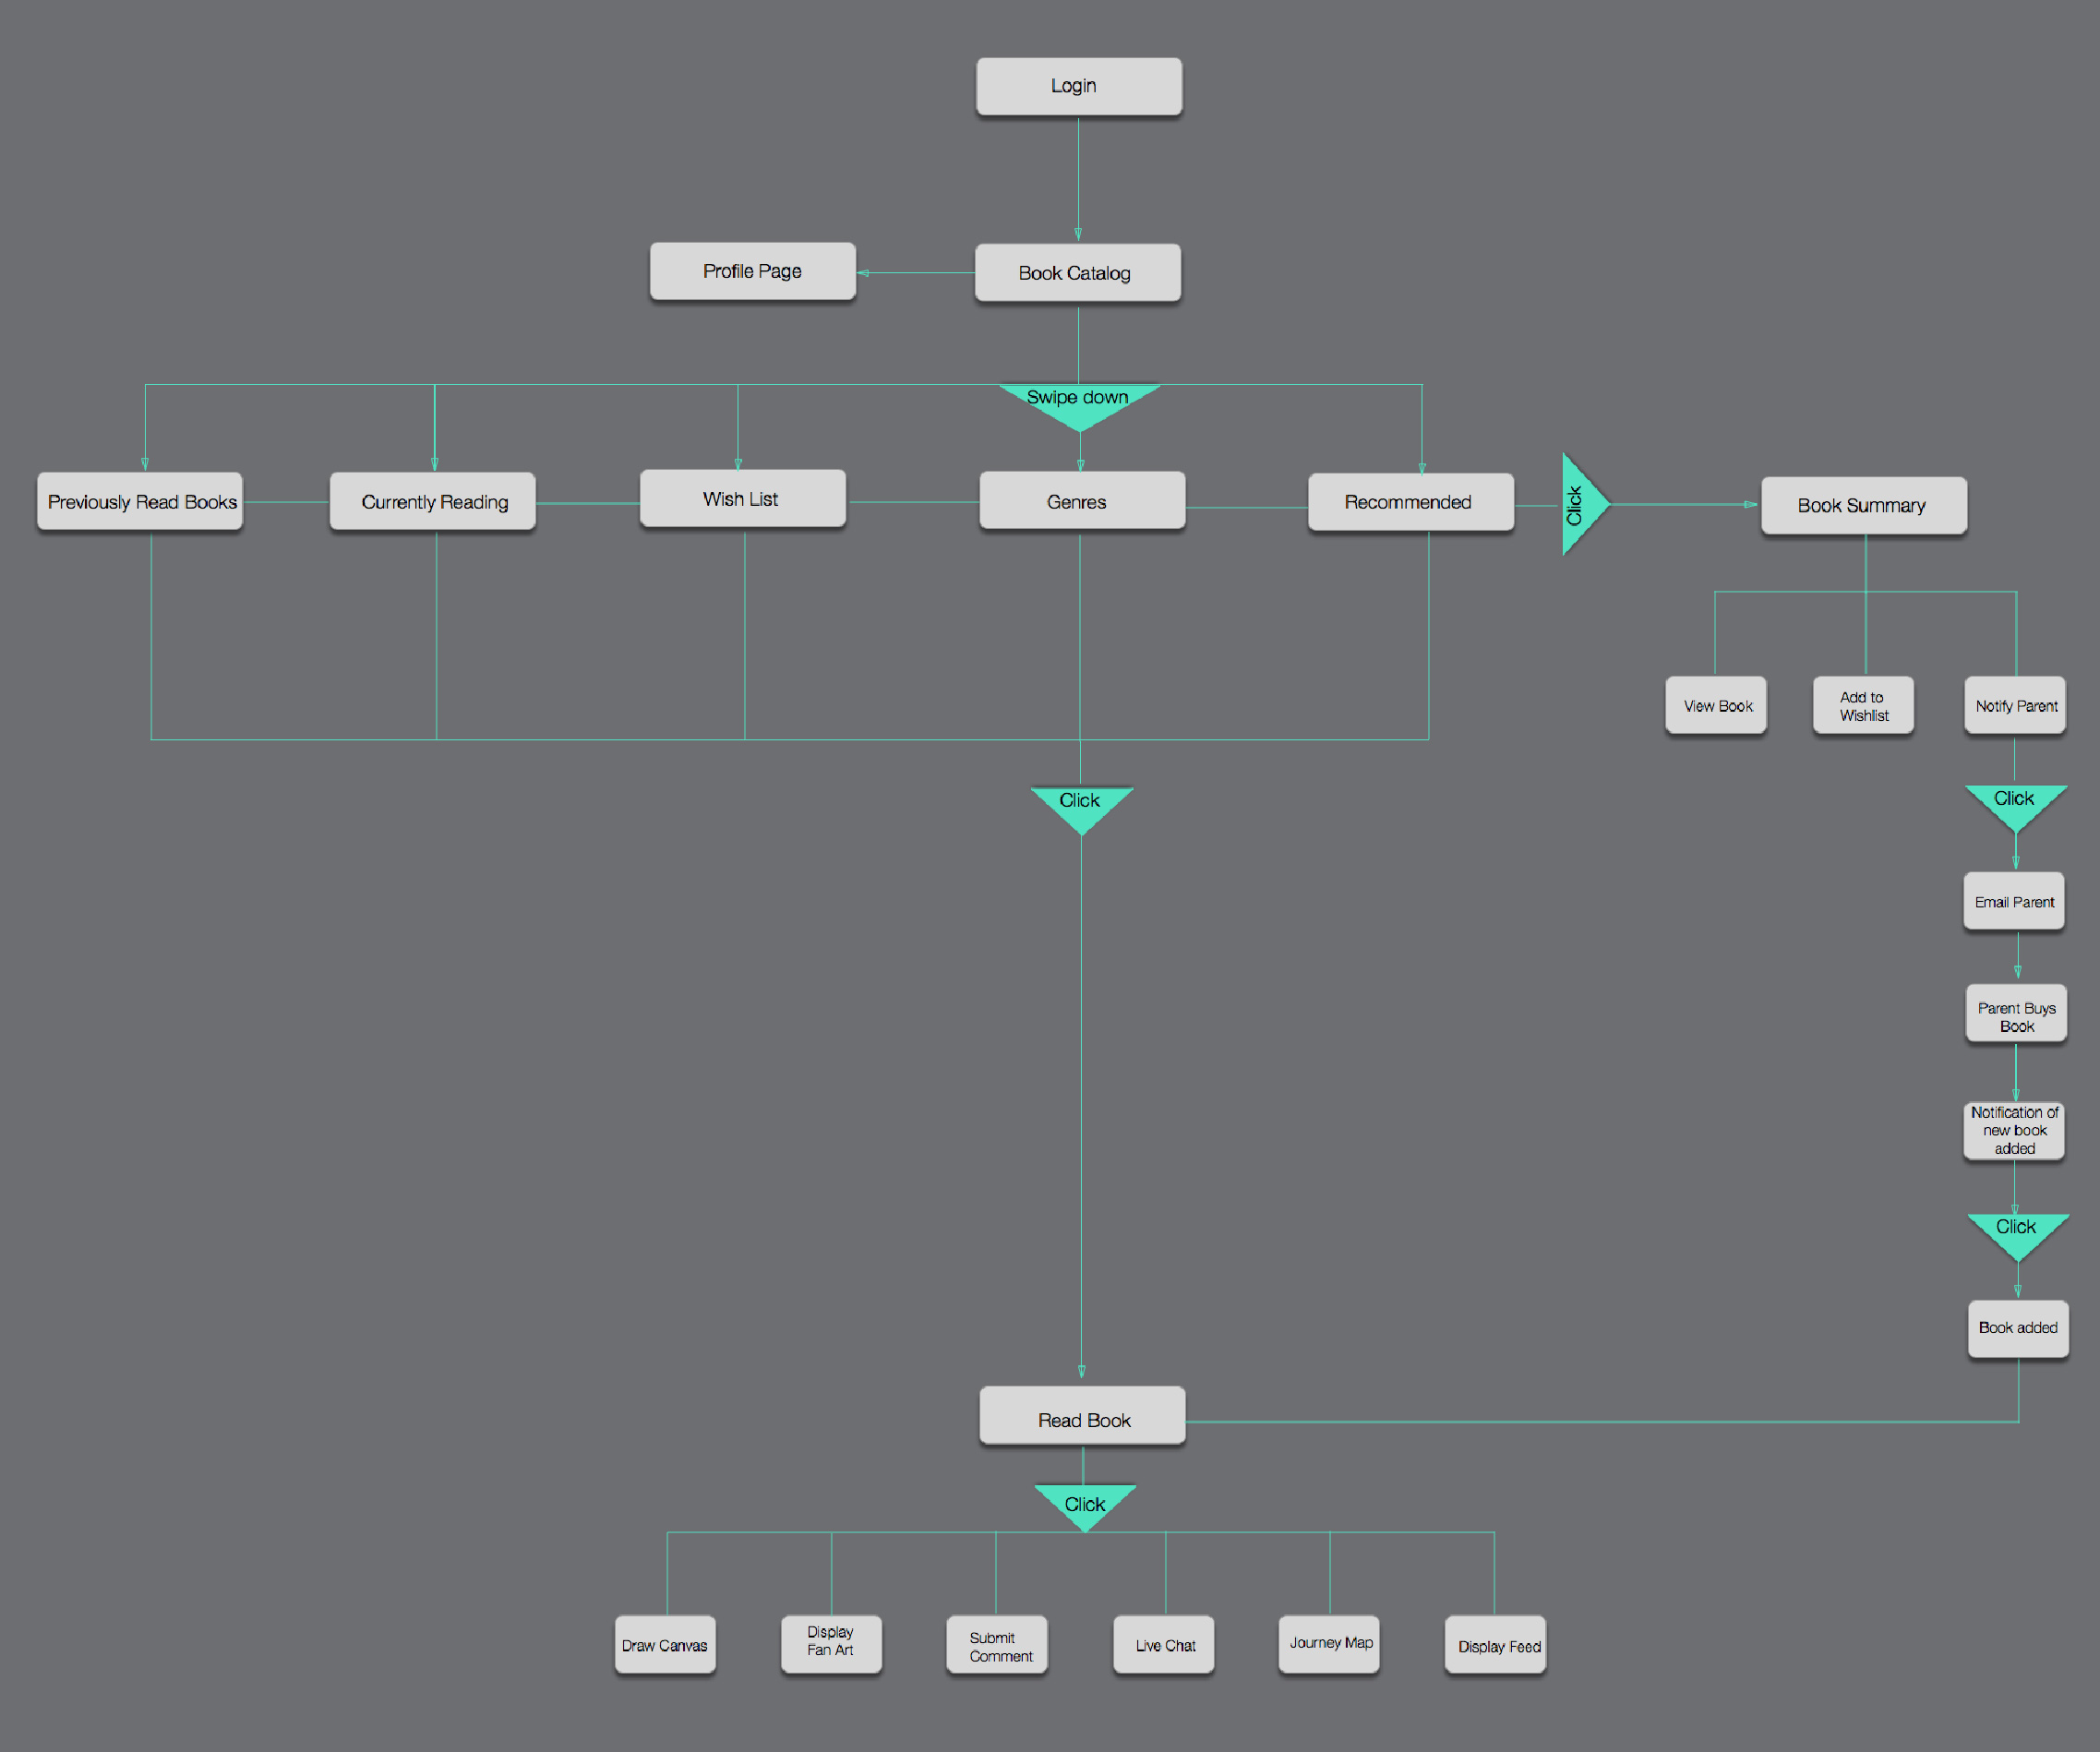 Login
Profile Page
Book Catalog
Swipe down
Previously Read Books
Currently Reading
Wish List
Genres
Recommended
Click
Book Summary
View Book
Add to
Wishlist
Notify Parent
Click
Click
Email Parent
Parent Buys
Book
Notification of
new book
added
Click
Book added
Read Book
Click
Draw Canvas
Display
Fan Art
Submit
Comment
Live Chat
Journey Map
Display Feed